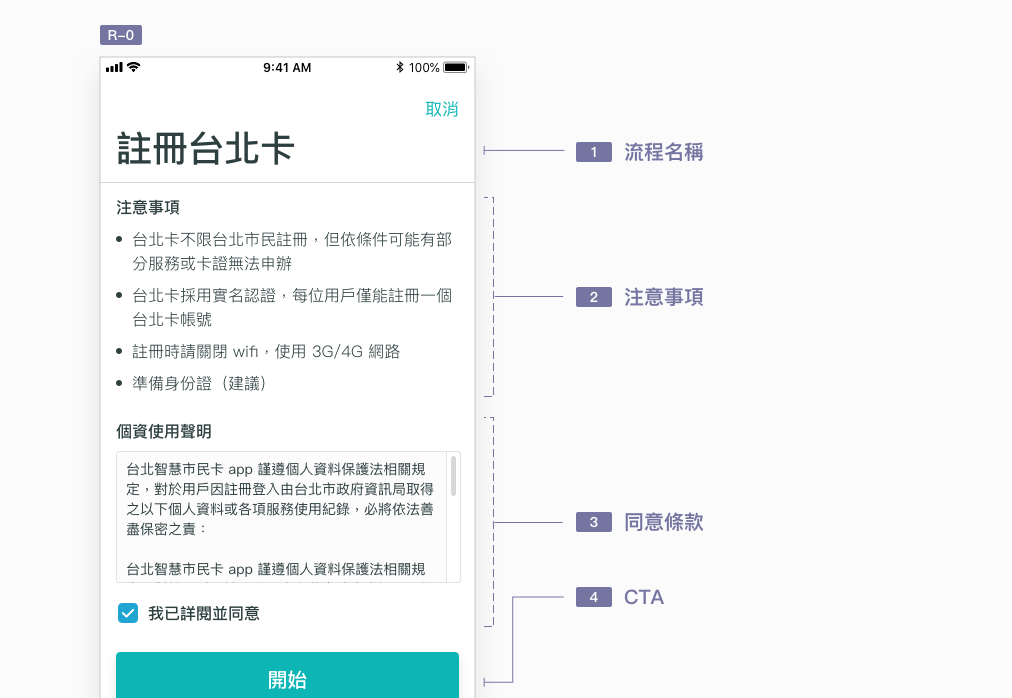 R-0
9:41 AM
100%
取消
註冊台北卡
1 流程名稱
注意事項
台北卡不限台北市民註冊，但依條件可能有部
分服務或卡證無法申辦
台北卡採用實名認證，每位用戶僅能註冊一個
台北卡帳號
2 注意事項
註冊時請關閉 wifi，使用 3G/4G 網路
準備身份證（建議）
個資使用聲明
台北智慧市民卡 app 謹遵個人資料保護法相關規
定，對於用戶因註冊登入由台北市政府資訊局取得
之以下個人資料或各項服務使用紀錄，必將依法善
盡保密之責：
3 同意條款
台北智慧市民卡 app 謹遵個人資料保護法相關規
4 CTA
我已詳閱並同意
開始